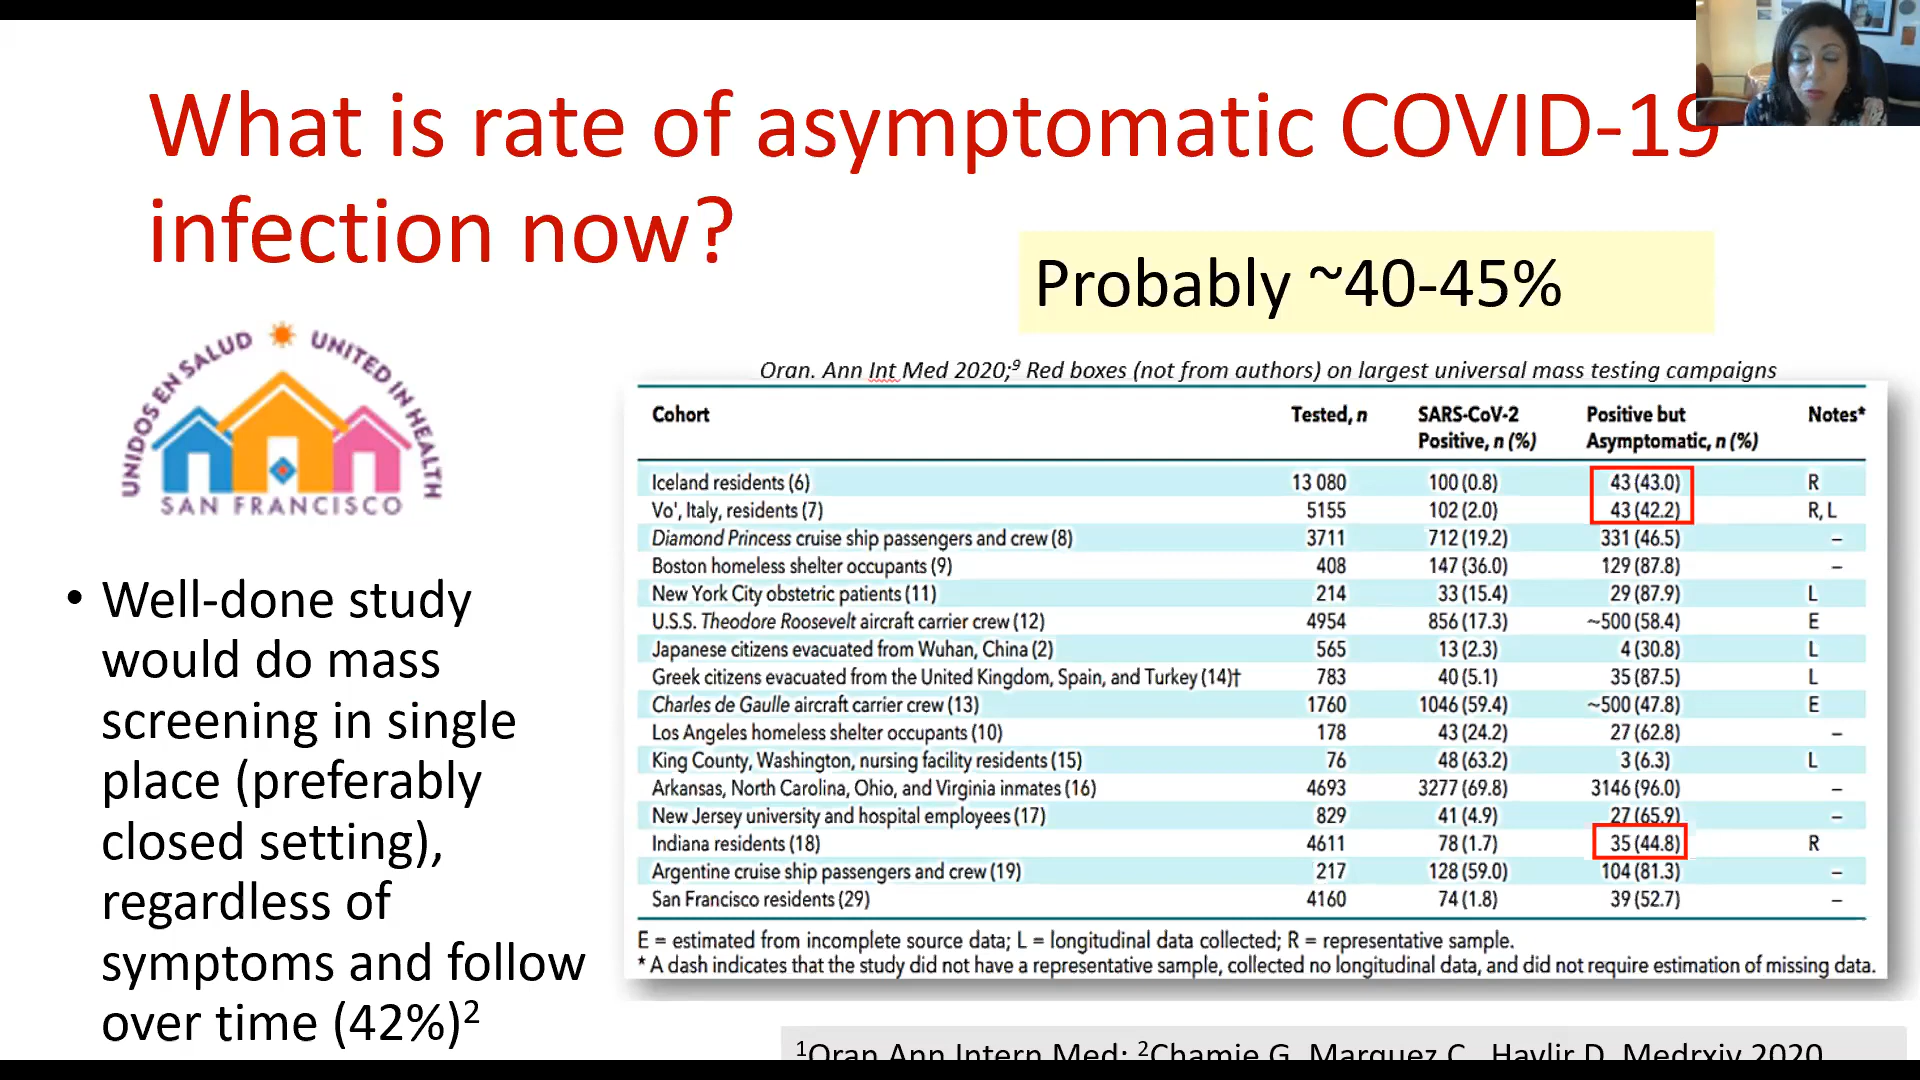 What is rate of asymptomatic COVID-19
infection now?
Probably ~40-45%
UNIDOS EN SALUD
UNITED IN HEALTH
SAN FRANCISCO
• Well-done study
would do mass
screening in single
place (preferably
closed setting),
regardless of
symptoms and follow
over time (42%)²
Oran. Ann Int Med 2020;⁹ Red boxes (not from authors) on largest universal mass testing campaigns
Cohort Tested, n SARS-CoV-2 Positive but Notes*
Positive, n (%) Asymptomatic, n (%)
Iceland residents (6) 13 080 100 (0.8) 43 (43.0) R
Vo', Italy, residents (7) 5155 102 (2.0) 43 (42.2) R, L
Diamond Princess cruise ship passengers and crew (8) 3711 712 (19.2) 331 (46.5) –
Boston homeless shelter occupants (9) 408 147 (36.0) 129 (87.8) –
New York City obstetric patients (11) 214 33 (15.4) 29 (87.9) L
U.S.S. Theodore Roosevelt aircraft carrier crew (12) 4954 856 (17.3) ~500 (58.4) E
Japanese citizens evacuated from Wuhan, China (2) 565 13 (2.3) 4 (30.8) L
Greek citizens evacuated from the United Kingdom, Spain, and Turkey (14)† 783 40 (5.1) 35 (87.5) L
Charles de Gaulle aircraft carrier crew (13) 1760 1046 (59.4) ~500 (47.8) E
Los Angeles homeless shelter occupants (10) 178 43 (24.2) 27 (62.8) –
King County, Washington, nursing facility residents (15) 76 48 (63.2) 3 (6.3) L
Arkansas, North Carolina, Ohio, and Virginia inmates (16) 4693 3277 (69.8) 3146 (96.0) –
New Jersey university and hospital employees (17) 829 41 (4.9) 27 (65.9) –
Indiana residents (18) 4611 78 (1.7) 35 (44.8) R
Argentine cruise ship passengers and crew (19) 217 128 (59.0) 104 (81.3) –
San Francisco residents (29) 4160 74 (1.8) 39 (52.7) –
E = estimated from incomplete source data; L = longitudinal data collected; R = representative sample.
* A dash indicates that the study did not have a representative sample, collected no longitudinal data, and did not require estimation of missing data.
¹Oran Ann Intern Med; ²Chamie G, Marquez C, Havlir D. Medrxiv 2020